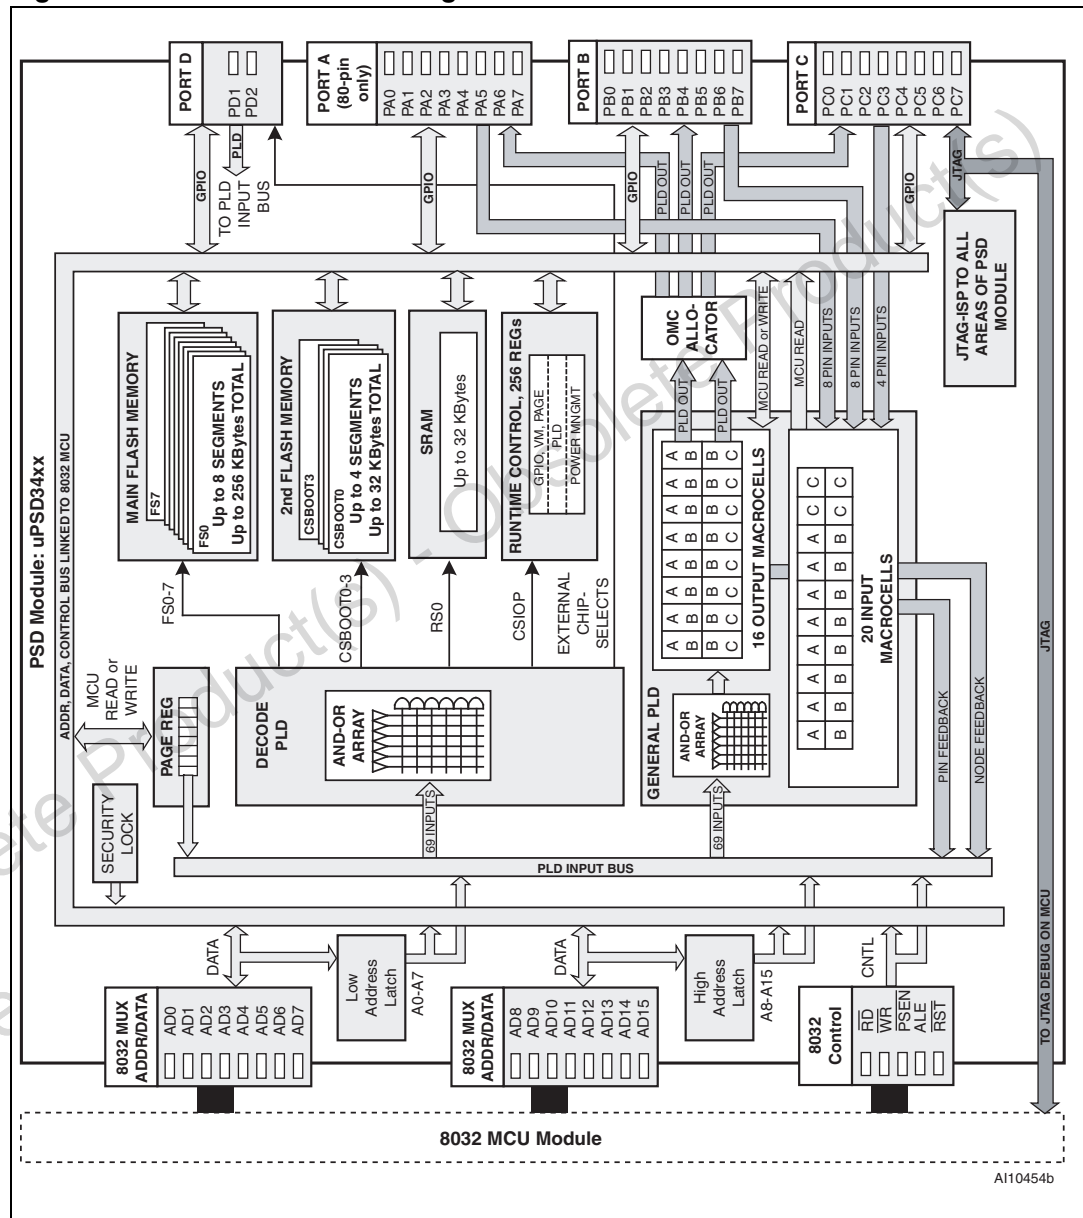 PORT D
PD1
PD2
PORT A
(80-pin
only)
PA0
PA1
PA2
PA3
PA4
PA5
PA6
PA7
PORT B
PB0
PB1
PB2
PB3
PB4
PB5
PB6
PB7
PORT C
PC0
PC1
PC2
PC3
PC4
PC5
PC6
PC7
GPIO
PLD
TO PLD
INPUT
BUS
GPIO
PLD OUT
GPIO
PLD OUT
PLD OUT
GPIO
JTAG
JTAG-ISP TO ALL
AREAS OF PSD
MODULE
PSD Module: uPSD34xx
ADDR, DATA, CONTROL BUS LINKED TO 8032 MCU
MAIN FLASH MEMORY
FS7
FS0
Up to 8 SEGMENTS
Up to 256 KBytes TOTAL
2nd FLASH MEMORY
CSBOOT3
CSBOOT0
Up to 4 SEGMENTS
Up to 32 KBytes TOTAL
SRAM
Up to 32 KBytes
RUNTIME CONTROL, 256 REGs
GPIO, VM, PAGE
PLD
POWER MNGMT
OMC
ALLO-
CATOR
MCU READ or WRITE
MCU READ
8 PIN INPUTS
8 PIN INPUTS
4 PIN INPUTS
PLD OUT
PLD OUT
A B B C
A B B C
A B B C
A B B C
A B B C
A B B C
A B B C
A B B C
16 OUTPUT MACROCELLS
C C
C C
A B
A B
A B
A B
A B
A B
A B
A B
20 INPUT
MACROCELLS
FS0-7
CSBOOT0-3
RS0
CSIOP
EXTERNAL
CHIP-
SELECTS
MCU
READ or
WRITE
PAGE REG
DECODE
PLD
AND-OR
ARRAY
GENERAL PLD
AND-OR
ARRAY
PIN FEEDBACK
NODE FEEDBACK
JTAG
SECURITY
LOCK
69 INPUTS
69 INPUTS
PLD INPUT BUS
DATA
Low
Address
Latch
A0-A7
DATA
High
Address
Latch
A8-A15
CNTL
TO JTAG DEBUG ON MCU
8032 MUX
ADDR/DATA
AD0
AD1
AD2
AD3
AD4
AD5
AD6
AD7
8032 MUX
ADDR/DATA
AD8
AD9
AD10
AD11
AD12
AD13
AD14
AD15
8032
Control
RD
WR
PSEN
ALE
RST
8032 MCU Module
AI10454b
Obsolete Product(s) - Obsolete Product(s)